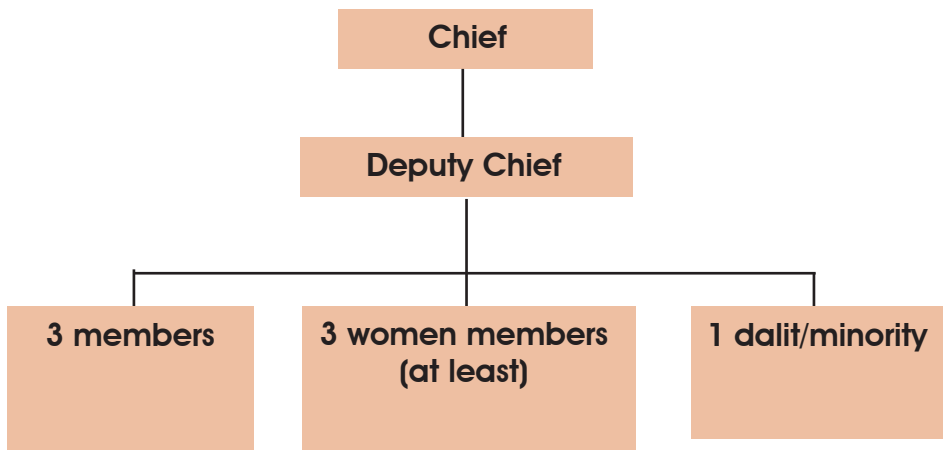 Chief
Deputy Chief
3 members
3 women members
(at least)
1 dalit/minority